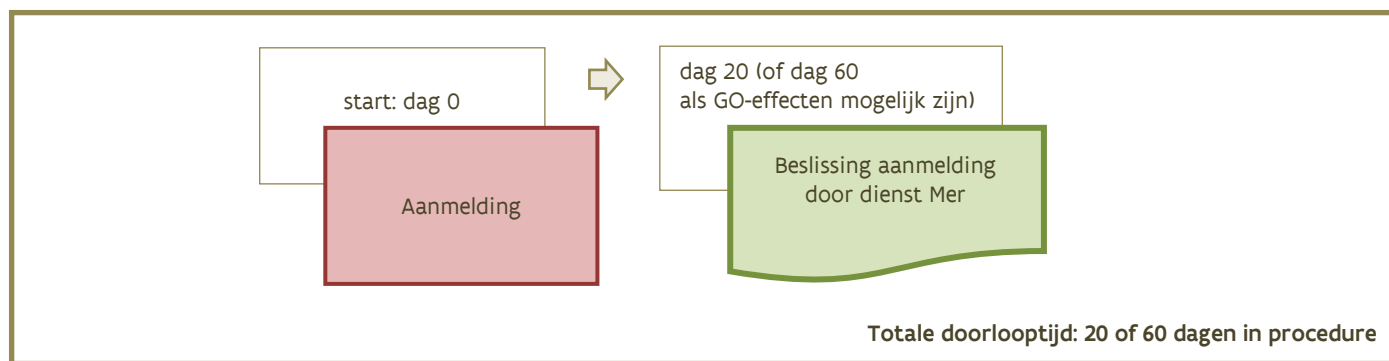 start: dag 0
Aanmelding
dag 20 (of dag 60
als GO-effecten mogelijk zijn)
Beslissing aanmelding
door dienst Mer
Totale doorlooptijd: 20 of 60 dagen in procedure